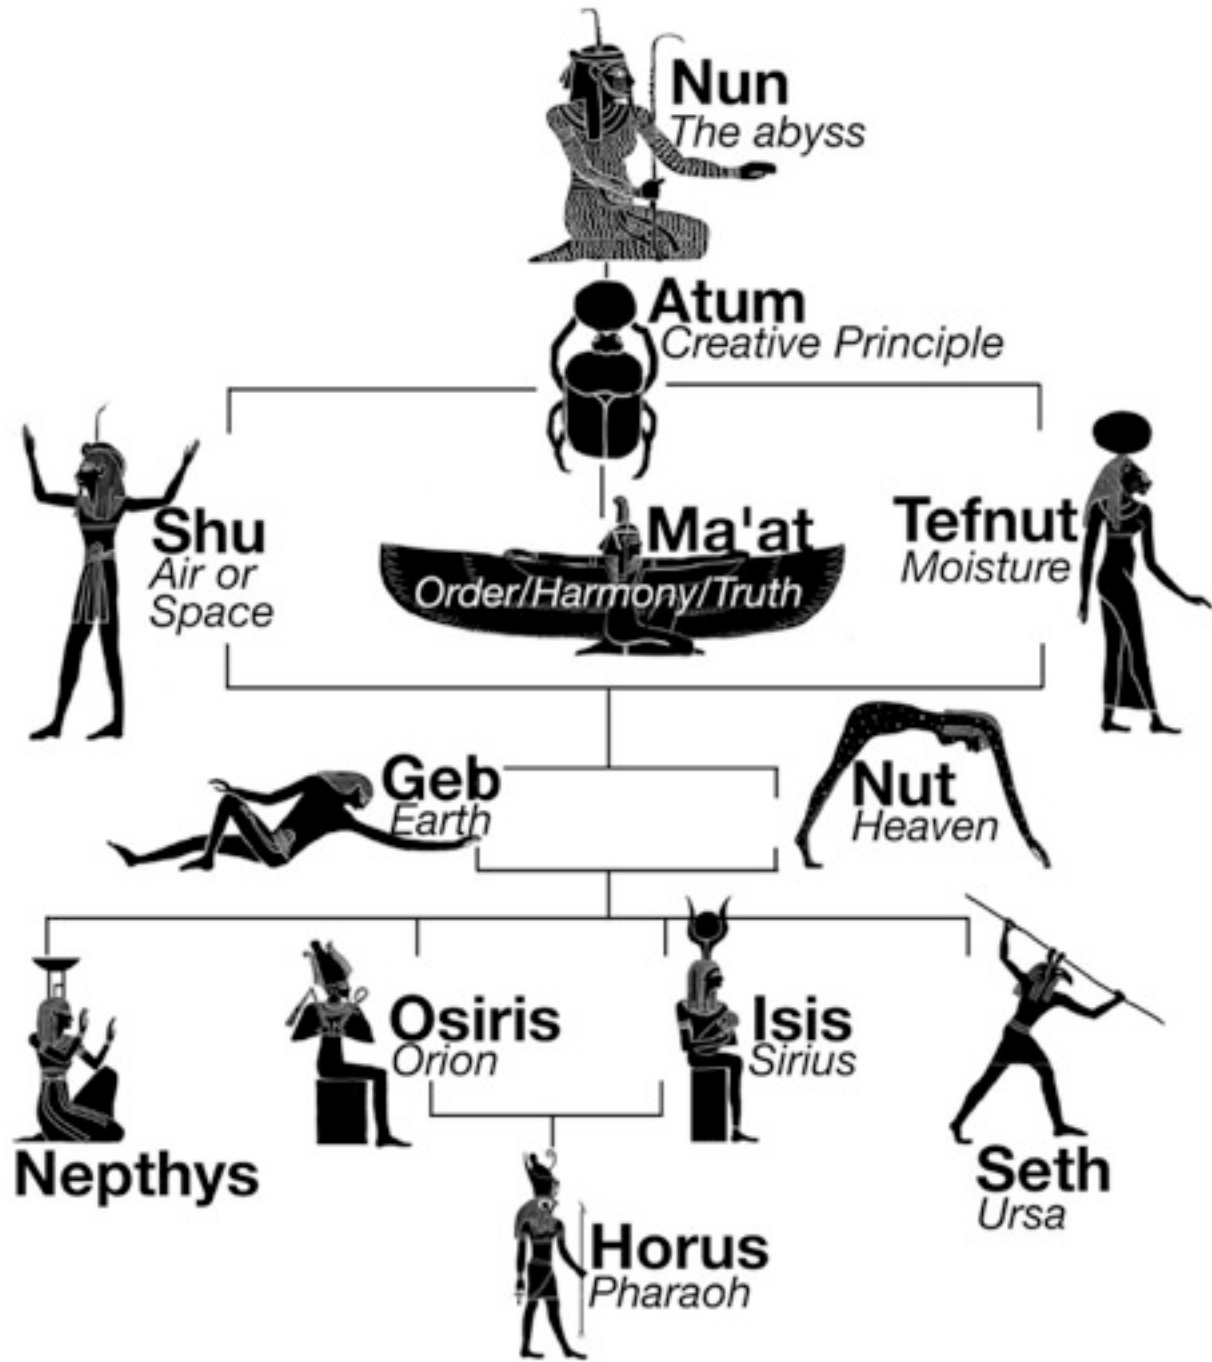 Nun
The abyss
Atum
Creative Principle
Shu
Air or
Space
Ma'at
Order/Harmony/Truth
Tefnut
Moisture
Geb
Earth
Nut
Heaven
Nepthys
Osiris
Orion
Isis
Sirius
Seth
Ursa
Horus
Pharaoh